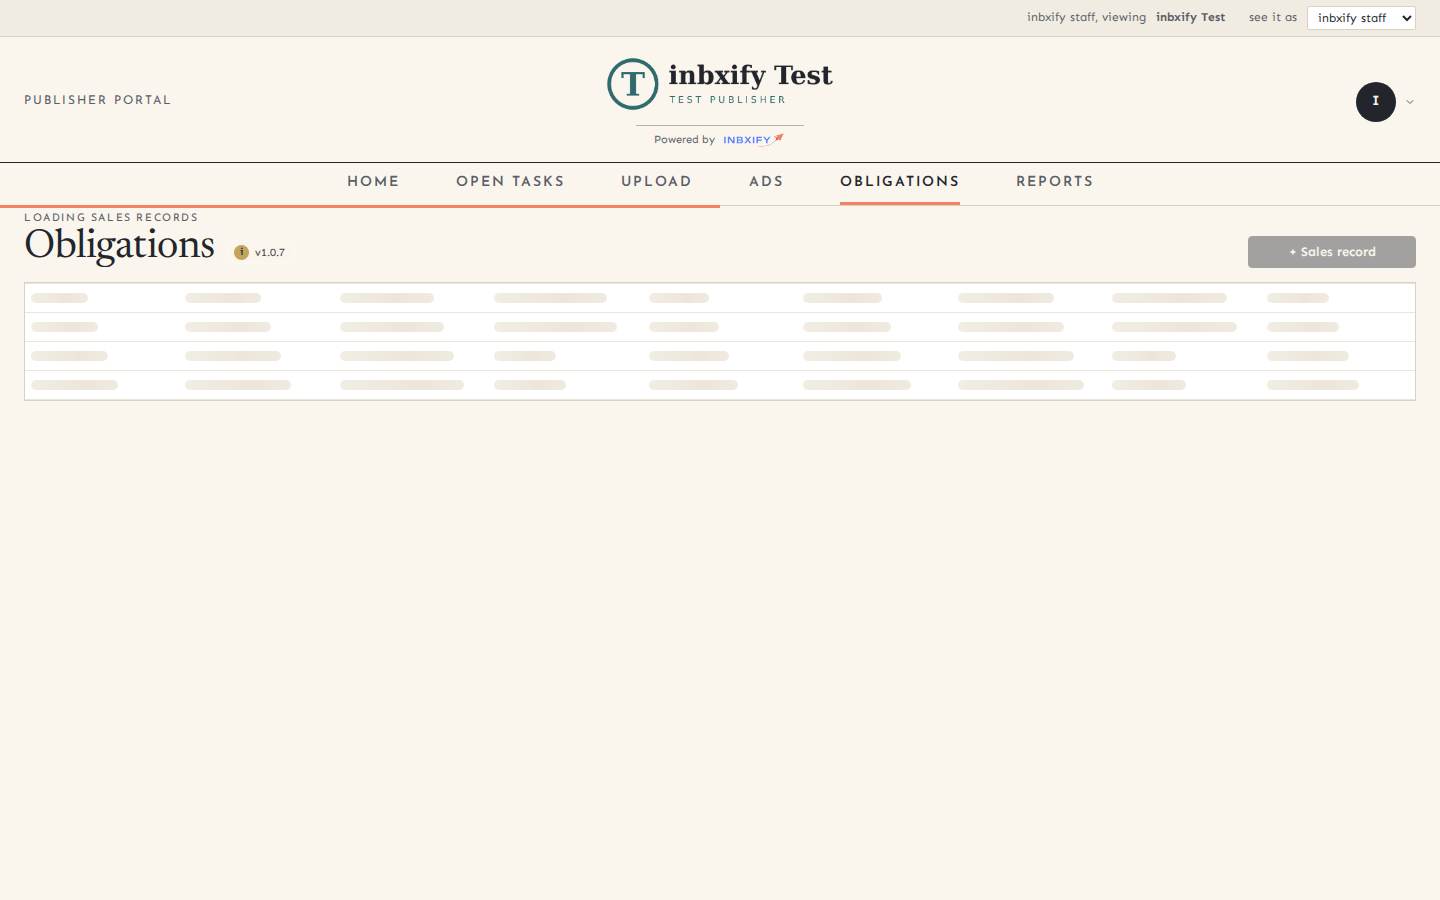 inbxify staff, viewing inbxify Test see it as inbxify staff
PUBLISHER PORTAL
T
inbxify Test
TEST PUBLISHER
Powered by INBXIFY
I
HOME OPEN TASKS UPLOAD ADS OBLIGATIONS REPORTS
LOADING SALES RECORDS
Obligations
i v1.0.7
+ Sales record